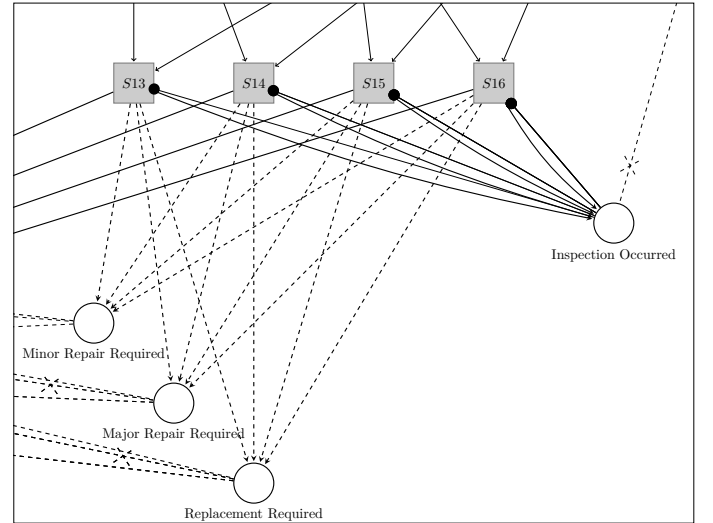 S13
S14
S15
S16
Inspection Occurred
Minor Repair Required
Major Repair Required
Replacement Required